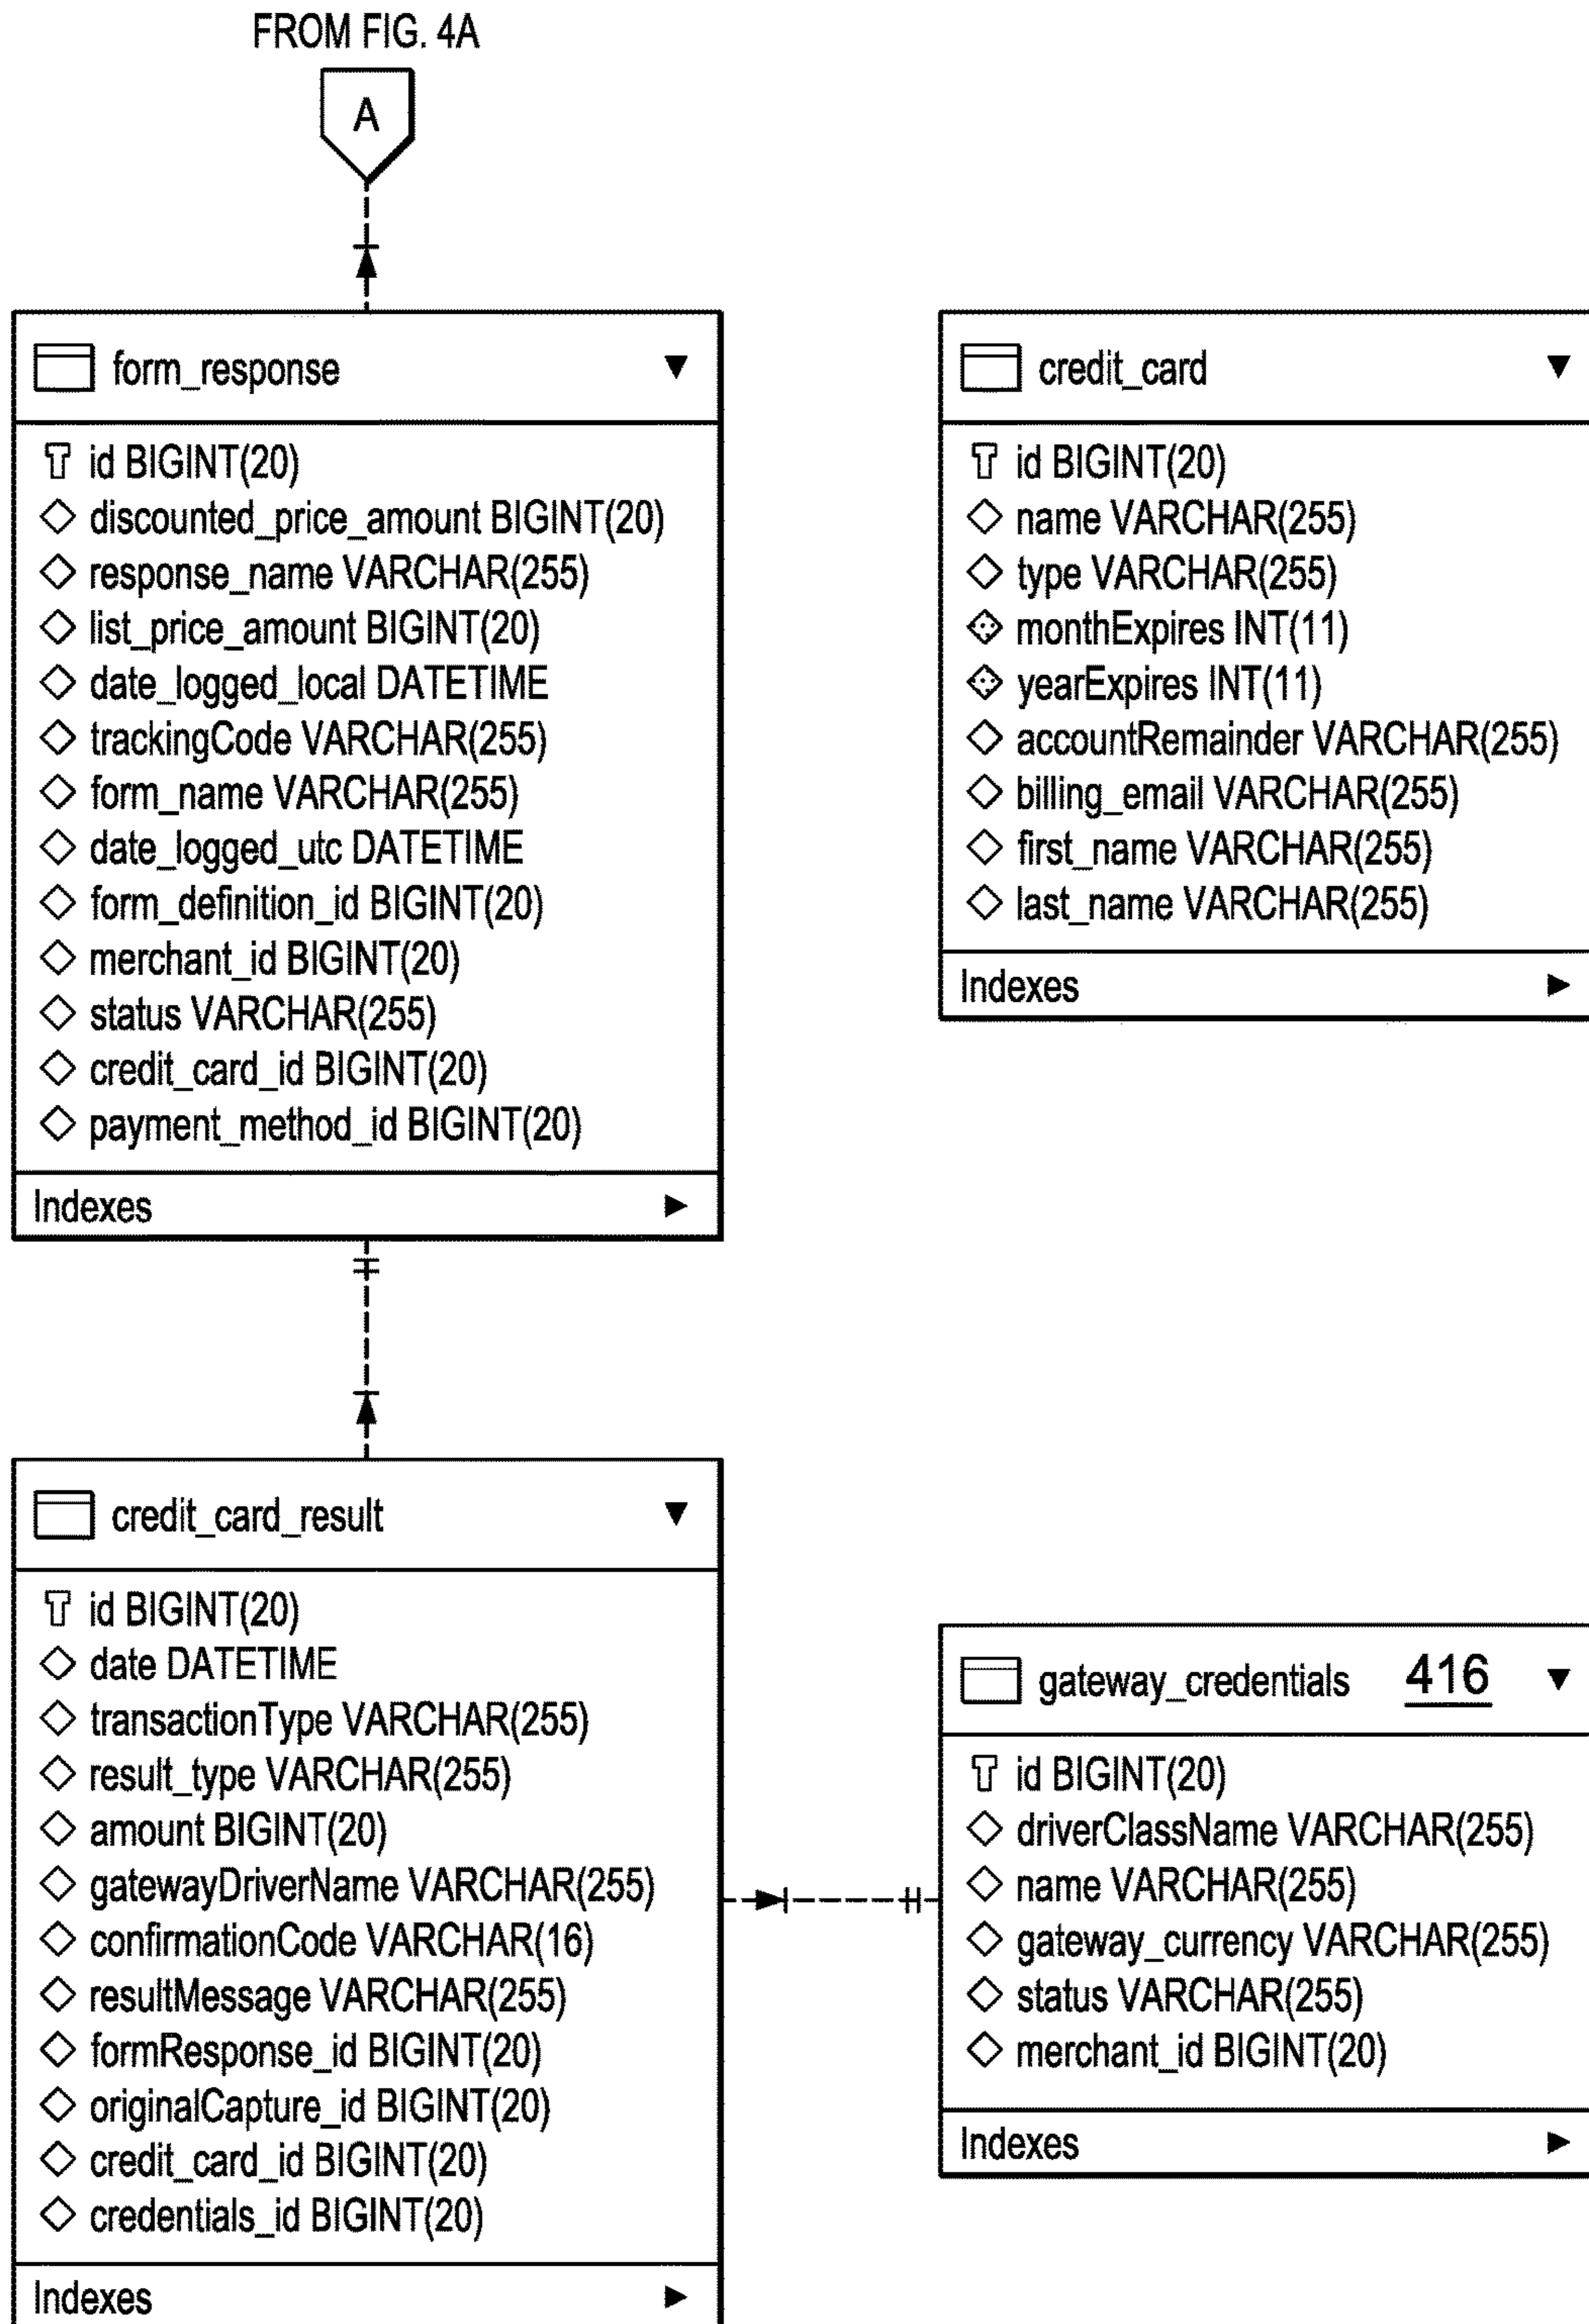 FROM FIG. 4A
A
form_response
id BIGINT(20)
discounted_price_amount BIGINT(20)
response_name VARCHAR(255)
list_price_amount BIGINT(20)
date_logged_local DATETIME
trackingCode VARCHAR(255)
form_name VARCHAR(255)
date_logged_utc DATETIME
form_definition_id BIGINT(20)
merchant_id BIGINT(20)
status VARCHAR(255)
credit_card_id BIGINT(20)
payment_method_id BIGINT(20)
Indexes
credit_card
id BIGINT(20)
name VARCHAR(255)
type VARCHAR(255)
monthExpires INT(11)
yearExpires INT(11)
accountRemainder VARCHAR(255)
billing_email VARCHAR(255)
first_name VARCHAR(255)
last_name VARCHAR(255)
Indexes
credit_card_result
id BIGINT(20)
date DATETIME
transactionType VARCHAR(255)
result_type VARCHAR(255)
amount BIGINT(20)
gatewayDriverName VARCHAR(255)
confirmationCode VARCHAR(16)
resultMessage VARCHAR(255)
formResponse_id BIGINT(20)
originalCapture_id BIGINT(20)
credit_card_id BIGINT(20)
credentials_id BIGINT(20)
Indexes
gateway_credentials 416
id BIGINT(20)
driverClassName VARCHAR(255)
name VARCHAR(255)
gateway_currency VARCHAR(255)
status VARCHAR(255)
merchant_id BIGINT(20)
Indexes